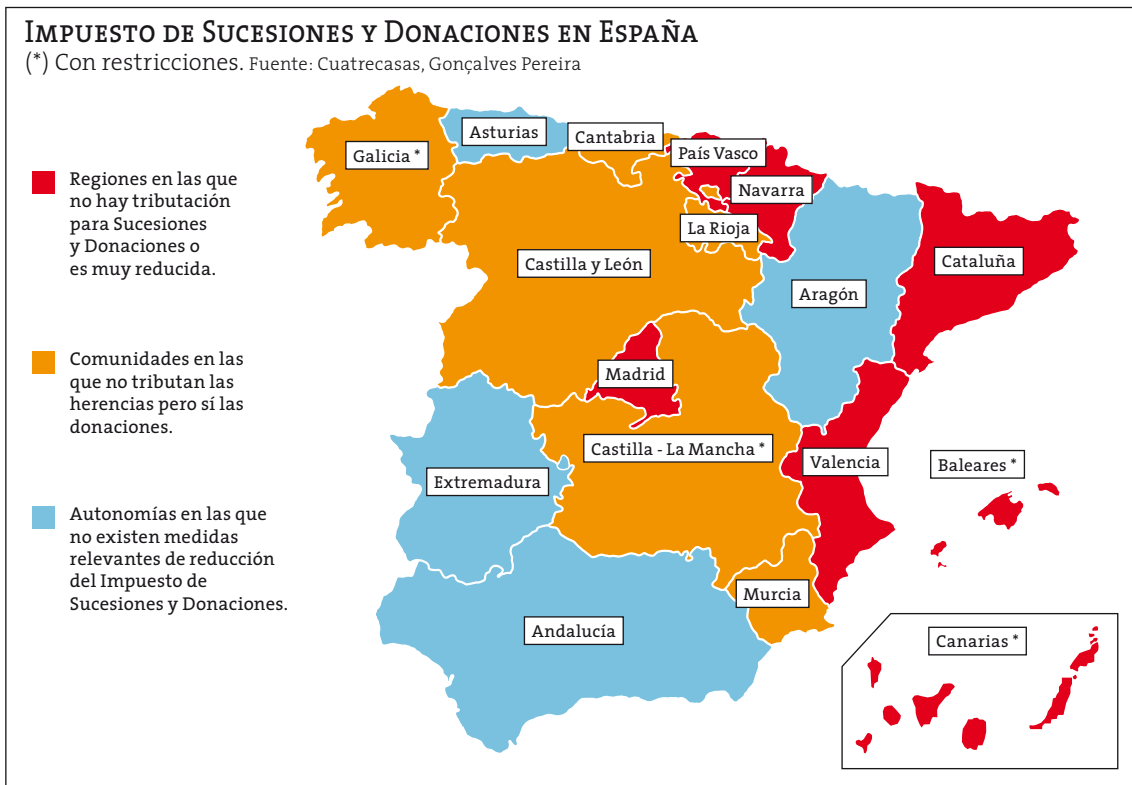 Impuesto de Sucesiones y Donaciones en España
(*) Con restricciones. Fuente: Cuatrecasas, Gonçalves Pereira
Regiones en las que
no hay tributación
para Sucesiones
y Donaciones o
es muy reducida.
Comunidades en las
que no tributan las
herencias pero sí las
donaciones.
Autonomías en las que
no existen medidas
relevantes de reducción
del Impuesto de
Sucesiones y Donaciones.
Asturias
Cantabria
Galicia *
País Vasco
Navarra
La Rioja
Castilla y León
Cataluña
Aragón
Madrid
Castilla - La Mancha *
Valencia
Baleares *
Extremadura
Murcia
Andalucía
Canarias *